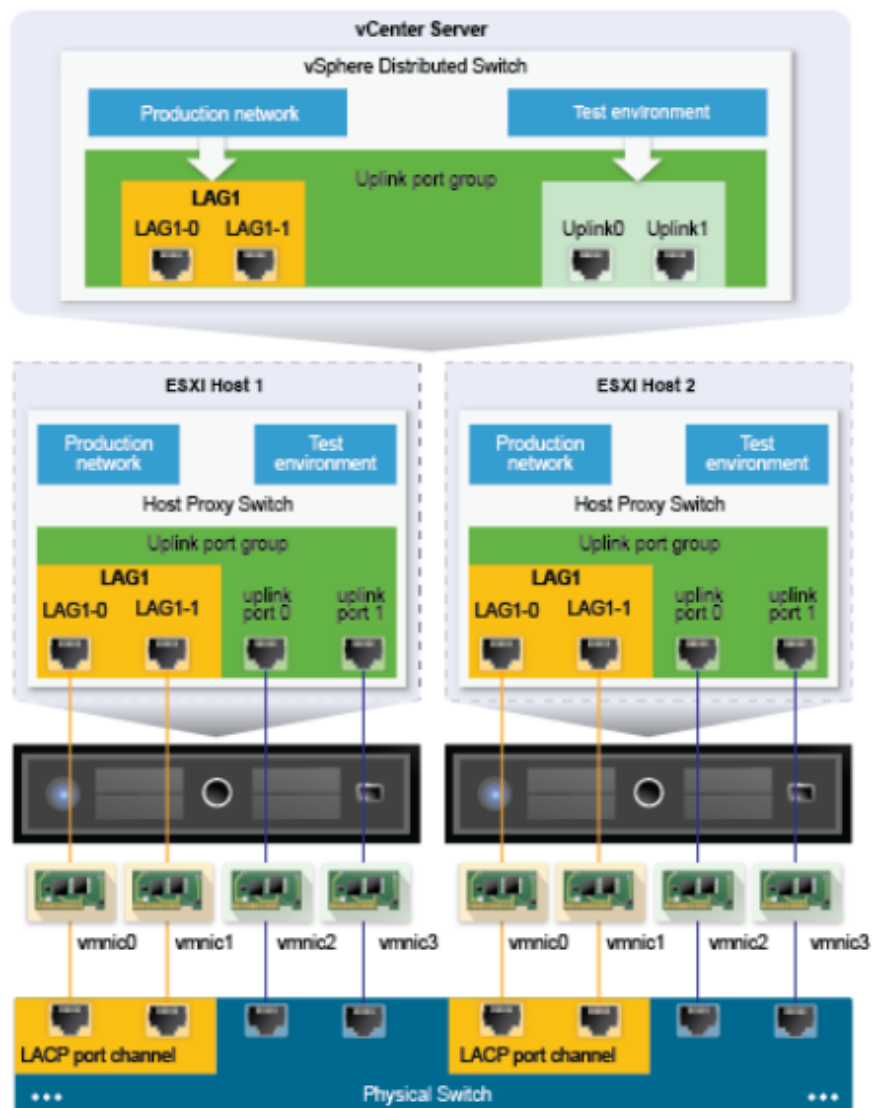 vCenter Server
vSphere Distributed Switch
Production network
Test environment
Uplink port group
LAG1
LAG1-0 LAG1-1
Uplink0 Uplink1
ESXI Host 1
Production
network
Test
environment
Host Proxy Switch
Uplink port group
LAG1
LAG1-0 LAG1-1
uplink
port 0
uplink
port 1
ESXI Host 2
Production
network
Test
environment
Host Proxy Switch
Uplink port group
LAG1
LAG1-0 LAG1-1
uplink
port 0
uplink
port 1
vmnic0 vmnic1 vmnic2 vmnic3
vmnic0 vmnic1 vmnic2 vmnic3
LACP port channel
LACP port channel
••• Physical Switch •••